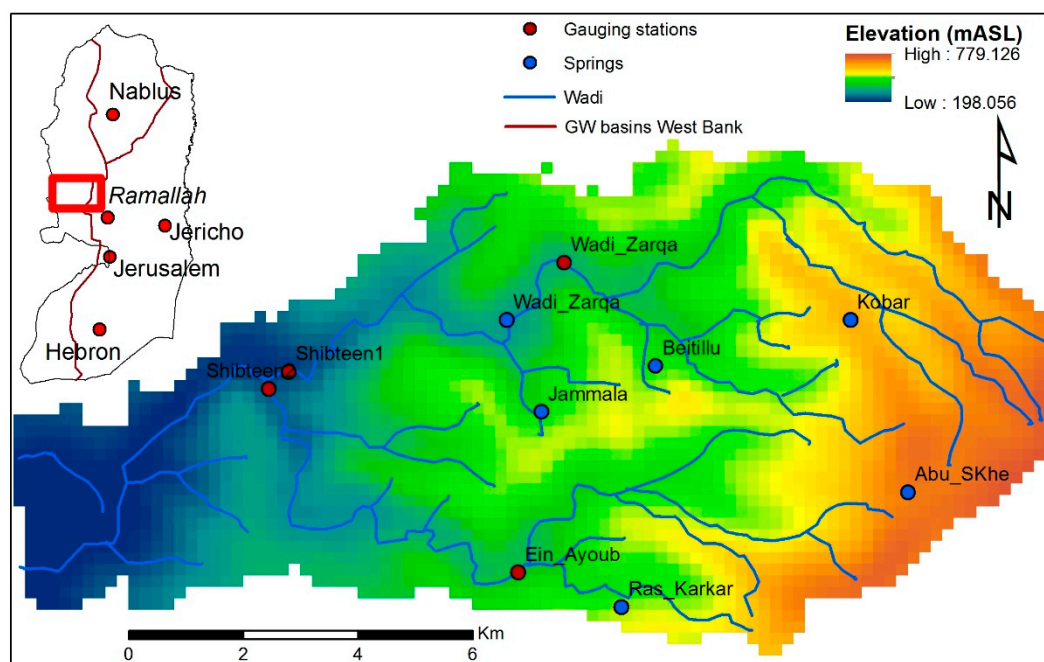 Gauging stations
Springs
Wadi
GW basins West Bank
Elevation (mASL)
High : 779.126
Low : 198.056
N
Nablus
Ramallah
Jericho
Jerusalem
Hebron
Wadi_Zarqa
Wadi_Zarqa
Kobar
Beitillu
Shibteen1
Shibteen
Jammala
Abu_SKhe
Ein_Ayoub
Ras_Karkar
Km
0 2 4 6